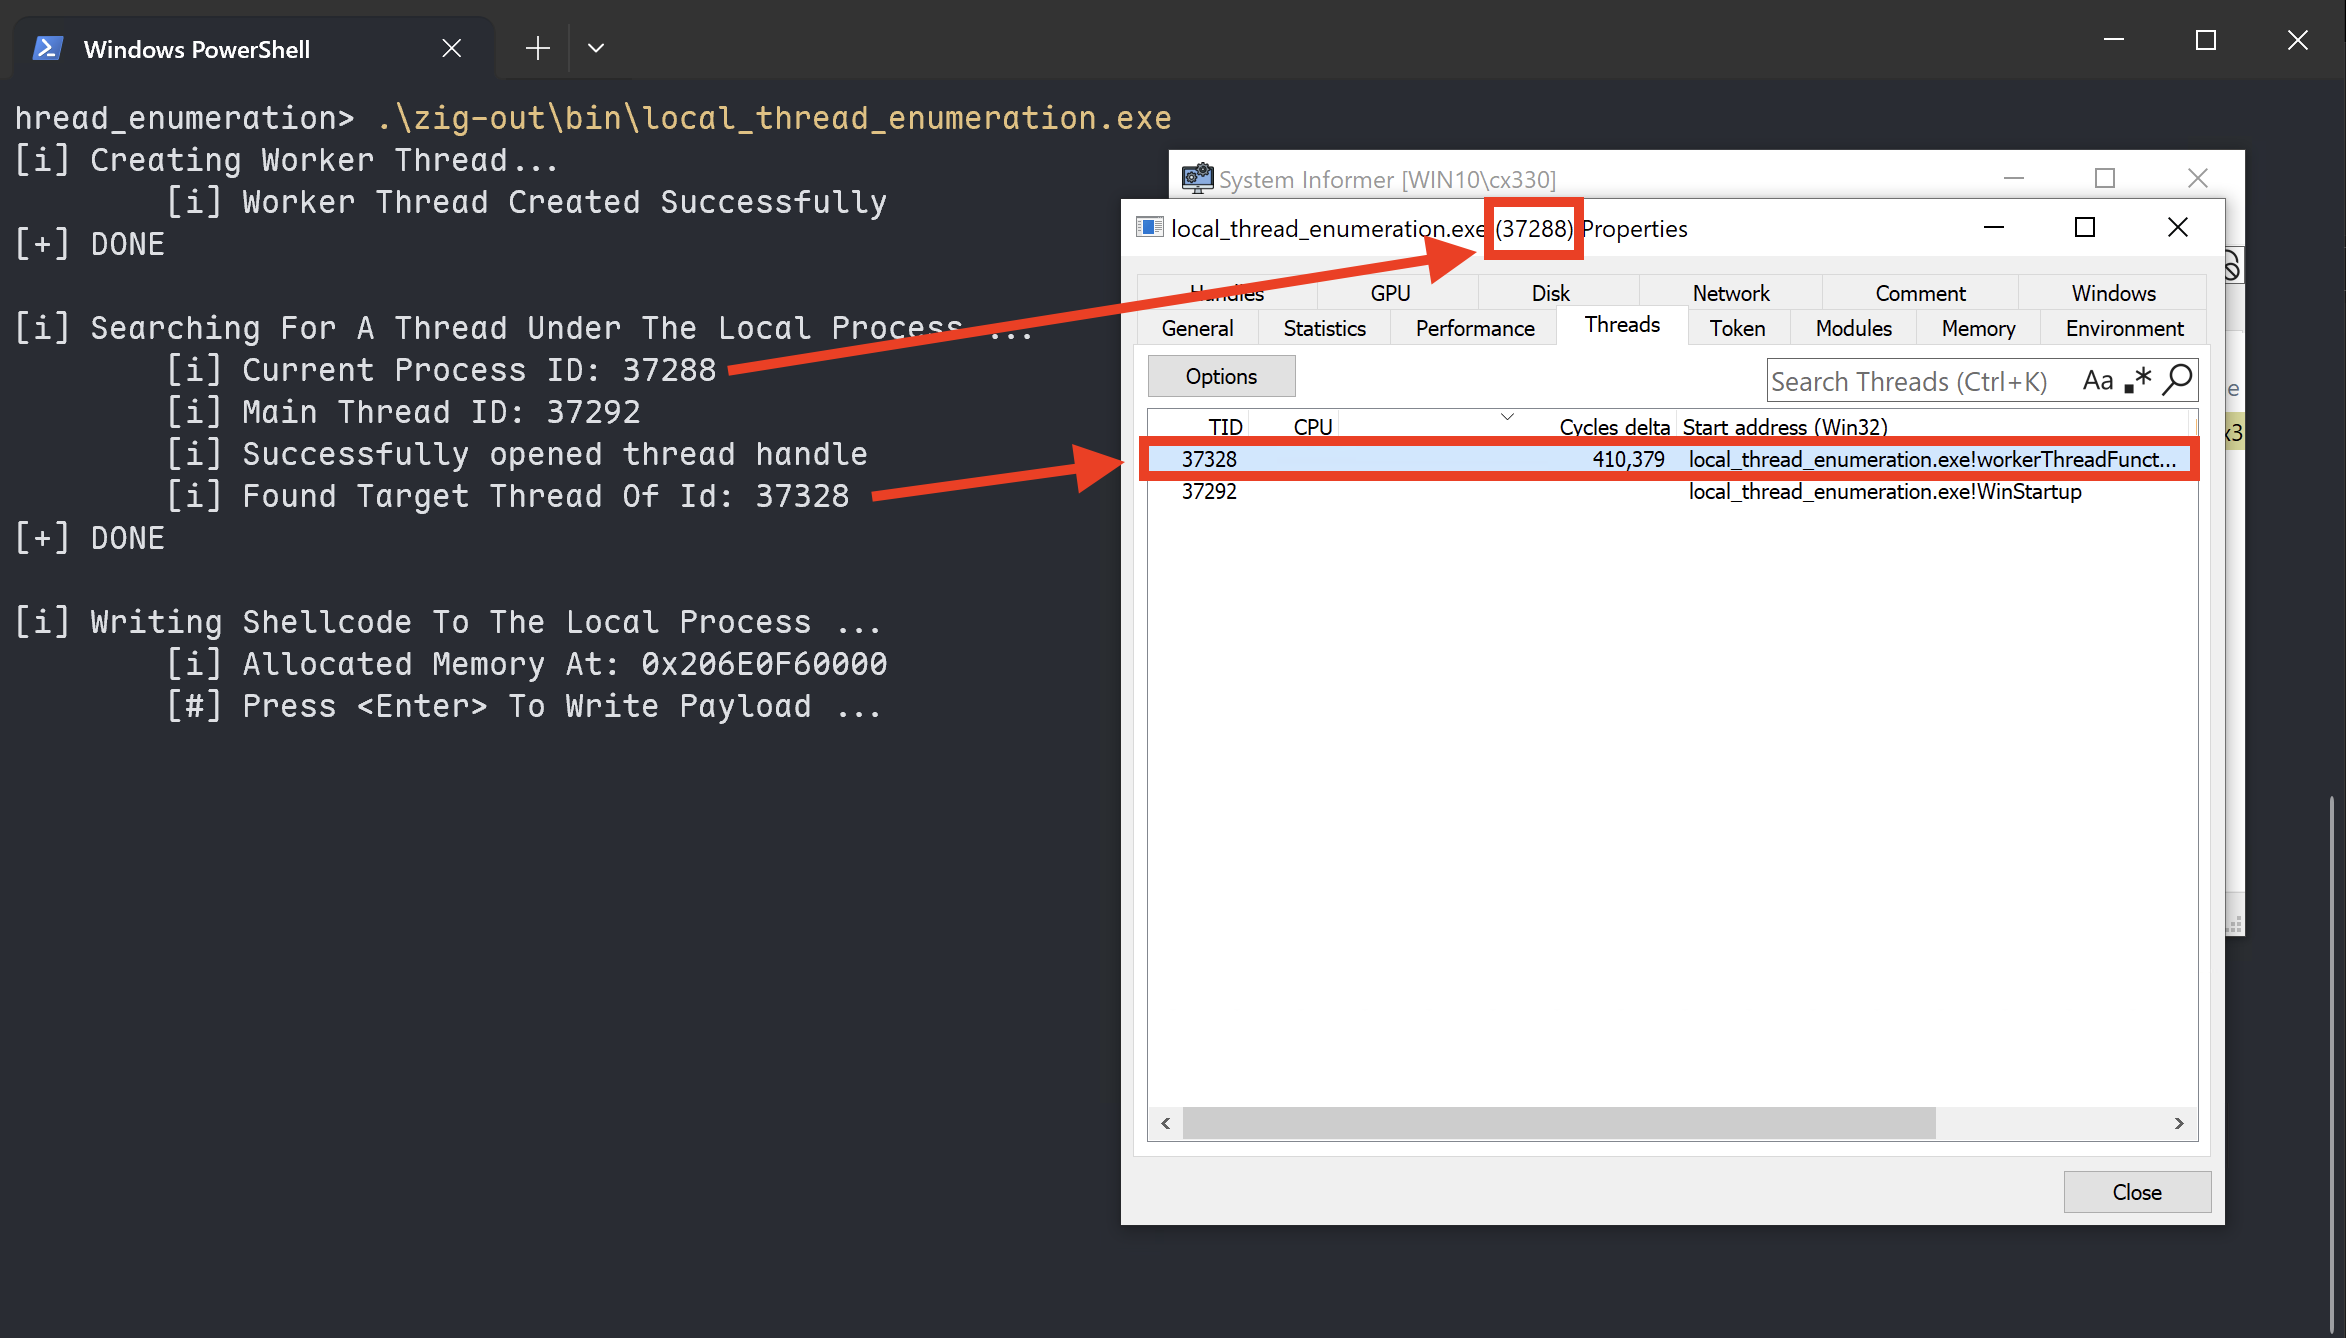 Windows PowerShell
hread_enumeration> .\zig-out\bin\local_thread_enumeration.exe
[i] Creating Worker Thread...
[i] Worker Thread Created Successfully
[+] DONE
[i] Searching For A Thread Under The Local Process ...
[i] Current Process ID: 37288
[i] Main Thread ID: 37292
[i] Successfully opened thread handle
[i] Found Target Thread Of Id: 37328
[+] DONE
[i] Writing Shellcode To The Local Process ...
[i] Allocated Memory At: 0x206E0F60000
[#] Press <Enter> To Write Payload ...
System Informer [WIN10\cx330]
local_thread_enumeration.exe (37288) Properties
Handles GPU Disk Network Comment Windows
General Statistics Performance Threads Token Modules Memory Environment
Options
Search Threads (Ctrl+K) Aa .*
TID CPU Cycles delta Start address (Win32)
37328 410,379 local_thread_enumeration.exe!workerThreadFunct...
37292 local_thread_enumeration.exe!WinStartup
Close
e
x3